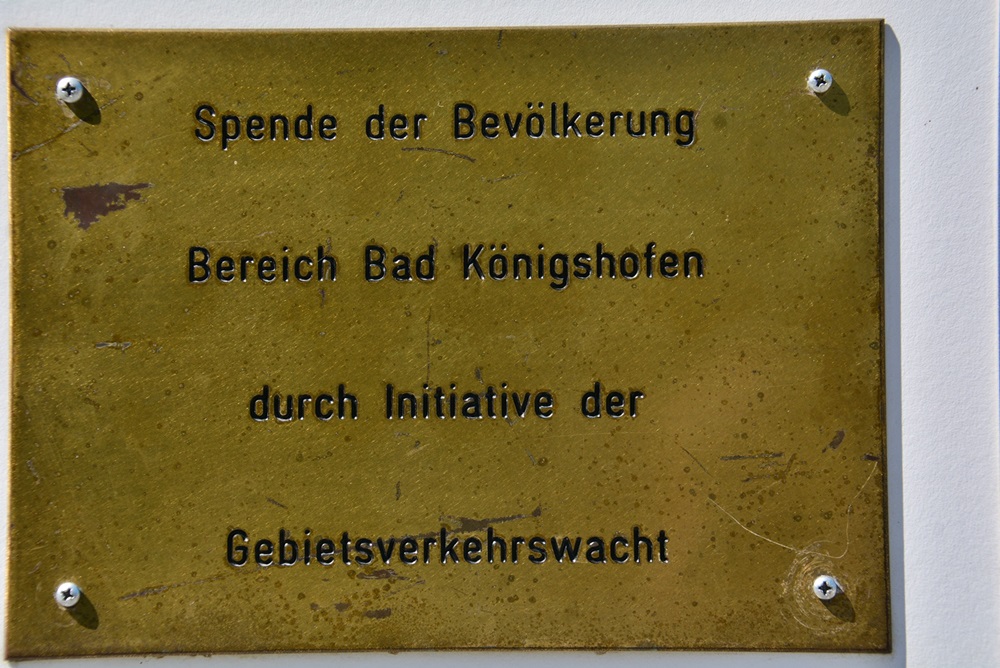 Spende der Bevölkerung
Bereich Bad Königshofen
durch Initiative der
Gebietsverkehrswacht